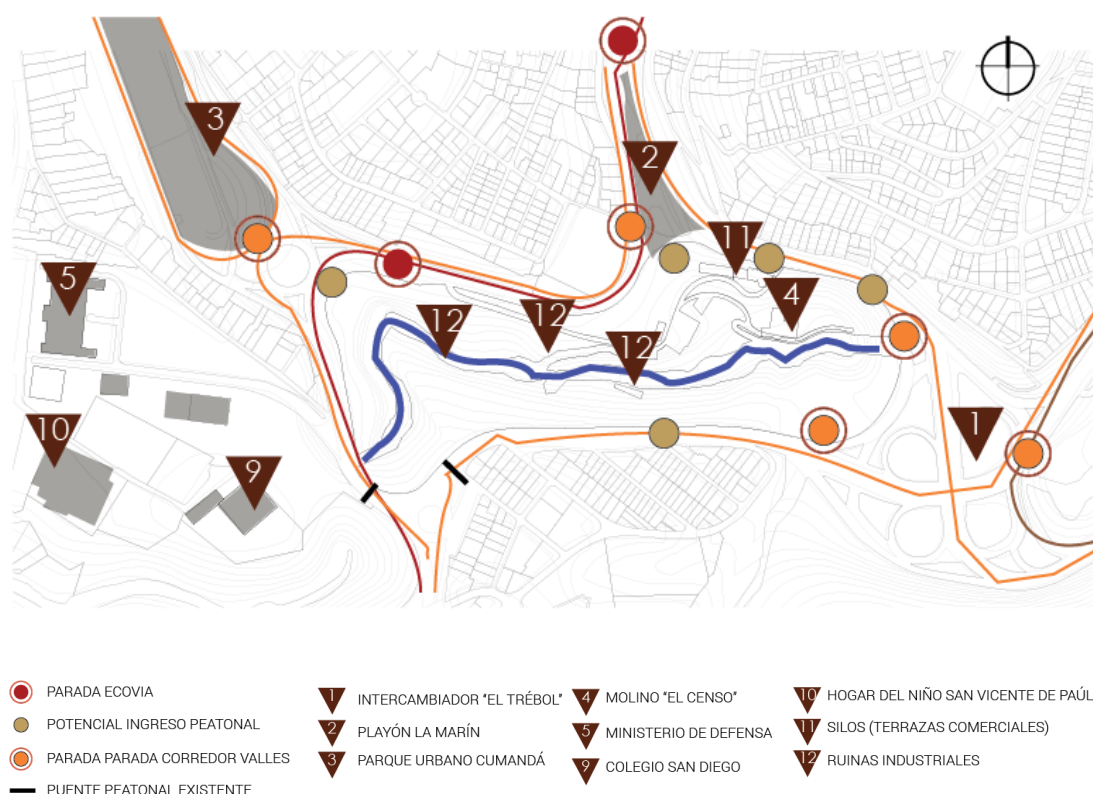 3
2
11
5
4
12
12
12
10
1
9
PARADA ECOVIA
POTENCIAL INGRESO PEATONAL
PARADA PARADA CORREDOR VALLES
PUENTE PEATONAL EXISTENTE
1 INTERCAMBIADOR "EL TRÉBOL"
2 PLAYÓN LA MARÍN
3 PARQUE URBANO CUMANDÁ
4 MOLINO "EL CENSO"
5 MINISTERIO DE DEFENSA
9 COLEGIO SAN DIEGO
10 HOGAR DEL NIÑO SAN VICENTE DE PAÚL
11 SILOS (TERRAZAS COMERCIALES)
12 RUINAS INDUSTRIALES